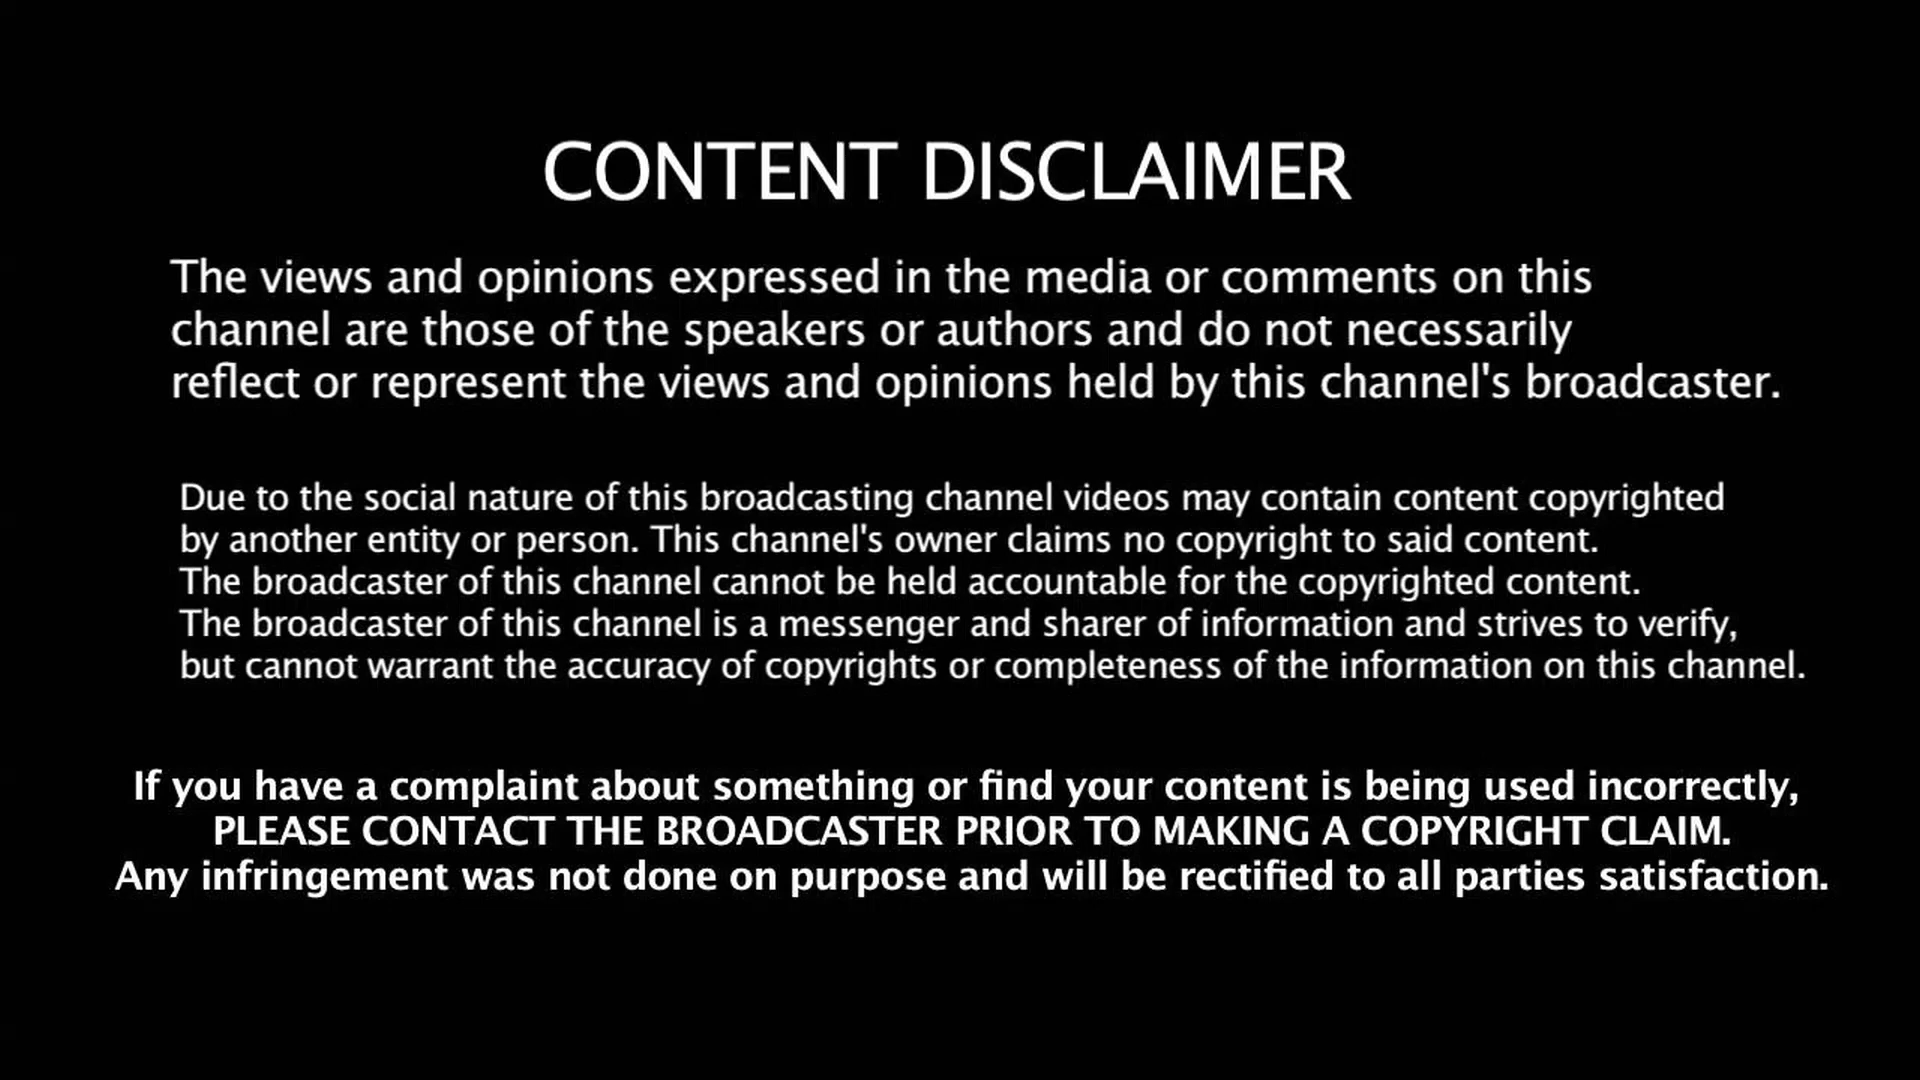 CONTENT DISCLAIMER
The views and opinions expressed in the media or comments on this
channel are those of the speakers or authors and do not necessarily
reflect or represent the views and opinions held by this channel's broadcaster.
Due to the social nature of this broadcasting channel videos may contain content copyrighted
by another entity or person. This channel's owner claims no copyright to said content.
The broadcaster of this channel cannot be held accountable for the copyrighted content.
The broadcaster of this channel is a messenger and sharer of information and strives to verify,
but cannot warrant the accuracy of copyrights or completeness of the information on this channel.
If you have a complaint about something or find your content is being used incorrectly,
PLEASE CONTACT THE BROADCASTER PRIOR TO MAKING A COPYRIGHT CLAIM.
Any infringement was not done on purpose and will be rectified to all parties satisfaction.